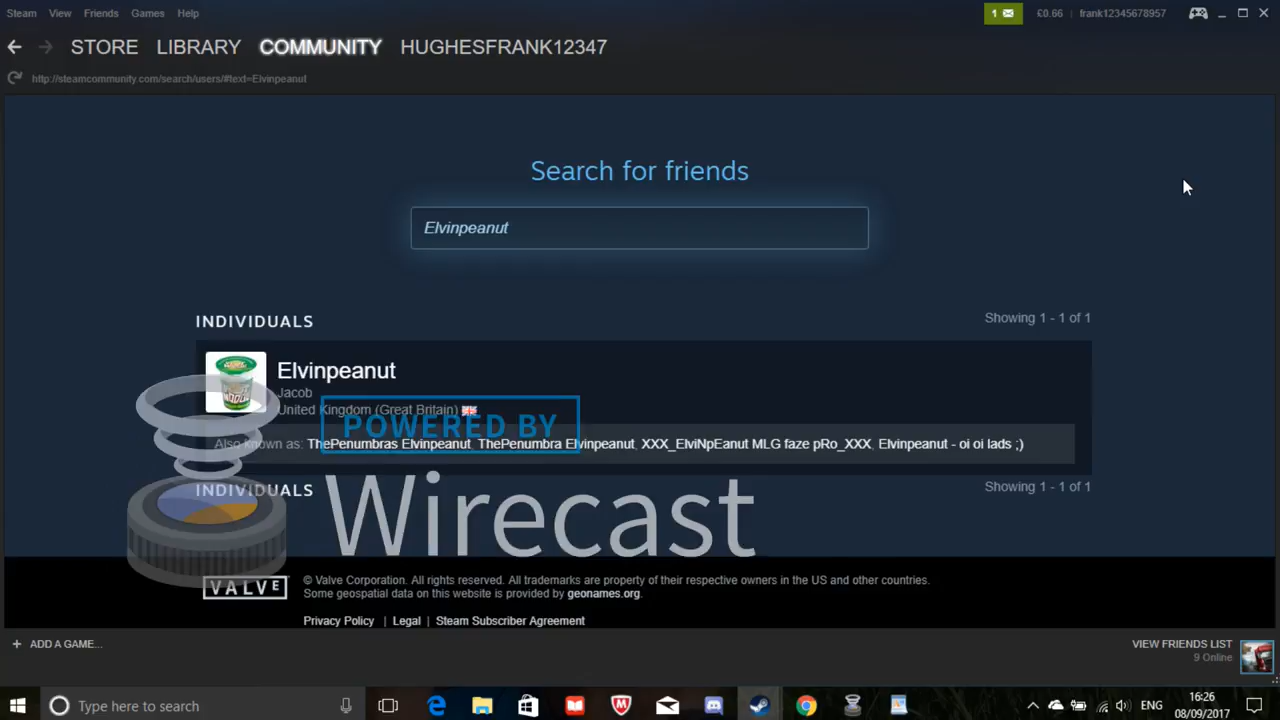 Steam View Friends Games Help
1 £0.66 frank12345678957
STORE LIBRARY COMMUNITY HUGHESFRANK12347
http://steamcommunity.com/search/users/#text=Elvinpeanut
Search for friends
Elvinpeanut
INDIVIDUALS Showing 1 - 1 of 1
Elvinpeanut
Jacob
United Kingdom (Great Britain)
POWERED BY
Also known as: ThePenumbras Elvinpeanut, ThePenumbra Elvinpeanut, XXX_ElviNpEanut MLG faze pRo_XXX, Elvinpeanut - oi oi lads ;)
INDIVIDUALS Showing 1 - 1 of 1
Wirecast
VALVE © Valve Corporation. All rights reserved. All trademarks are property of their respective owners in the US and other countries.
Some geospatial data on this website is provided by geonames.org.
Privacy Policy | Legal | Steam Subscriber Agreement
+ ADD A GAME... VIEW FRIENDS LIST
9 Online
Type here to search ENG 16:26
08/09/2017